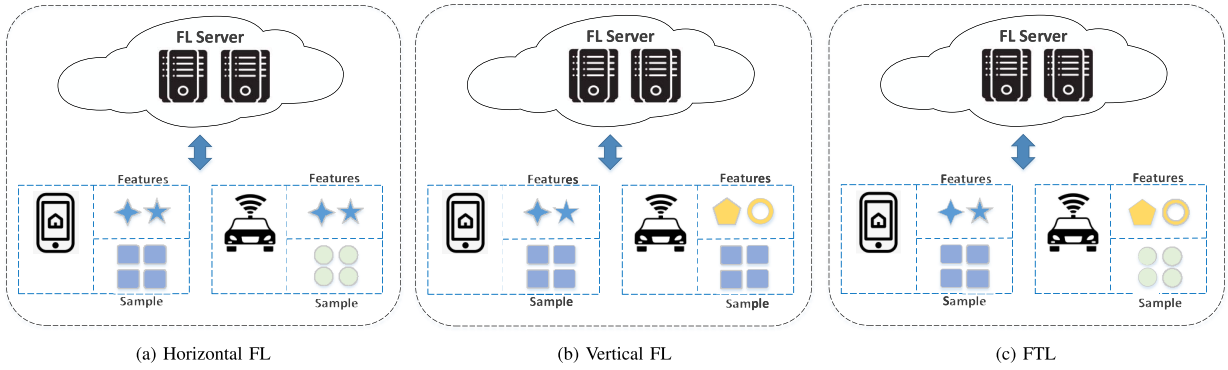 FL Server
Features
Features
Sample
Sample
(a) Horizontal FL
FL Server
Features
Features
Sample
Sample
(b) Vertical FL
FL Server
Features
Features
Sample
Sample
(c) FTL